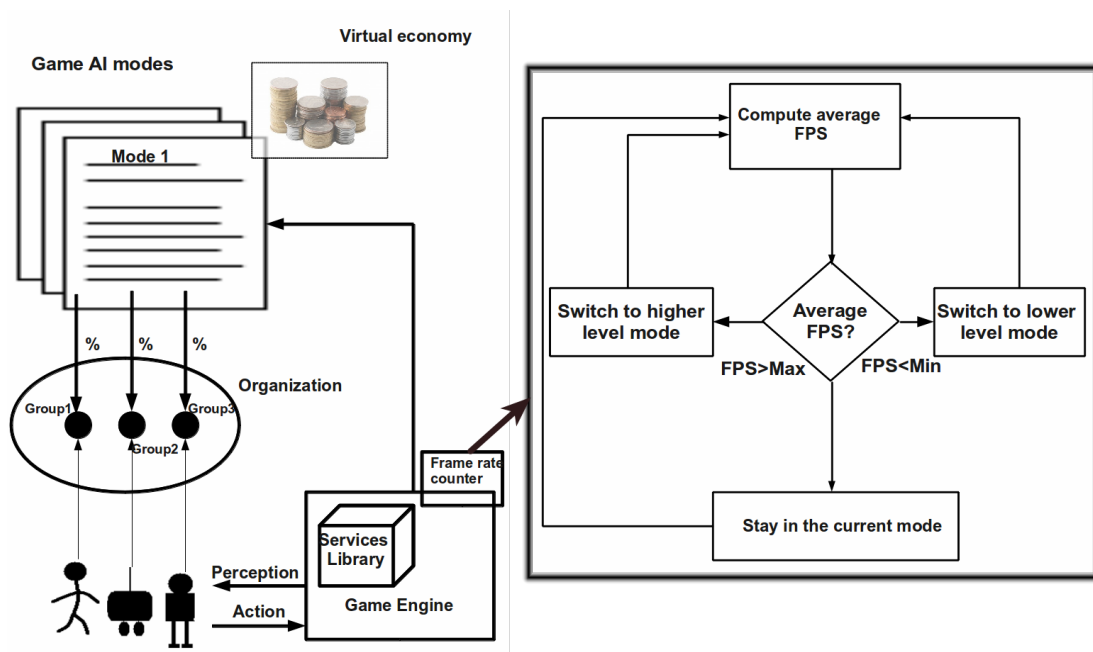 Virtual economy
Game AI modes
Mode 1
%
%
%
Organization
Group1
Group3
Group2
Frame rate
counter
Services
Library
Perception
Game Engine
Action
Compute average
FPS
Switch to higher
level mode
Average
FPS?
Switch to lower
level mode
FPS>Max
FPS<Min
Stay in the current mode